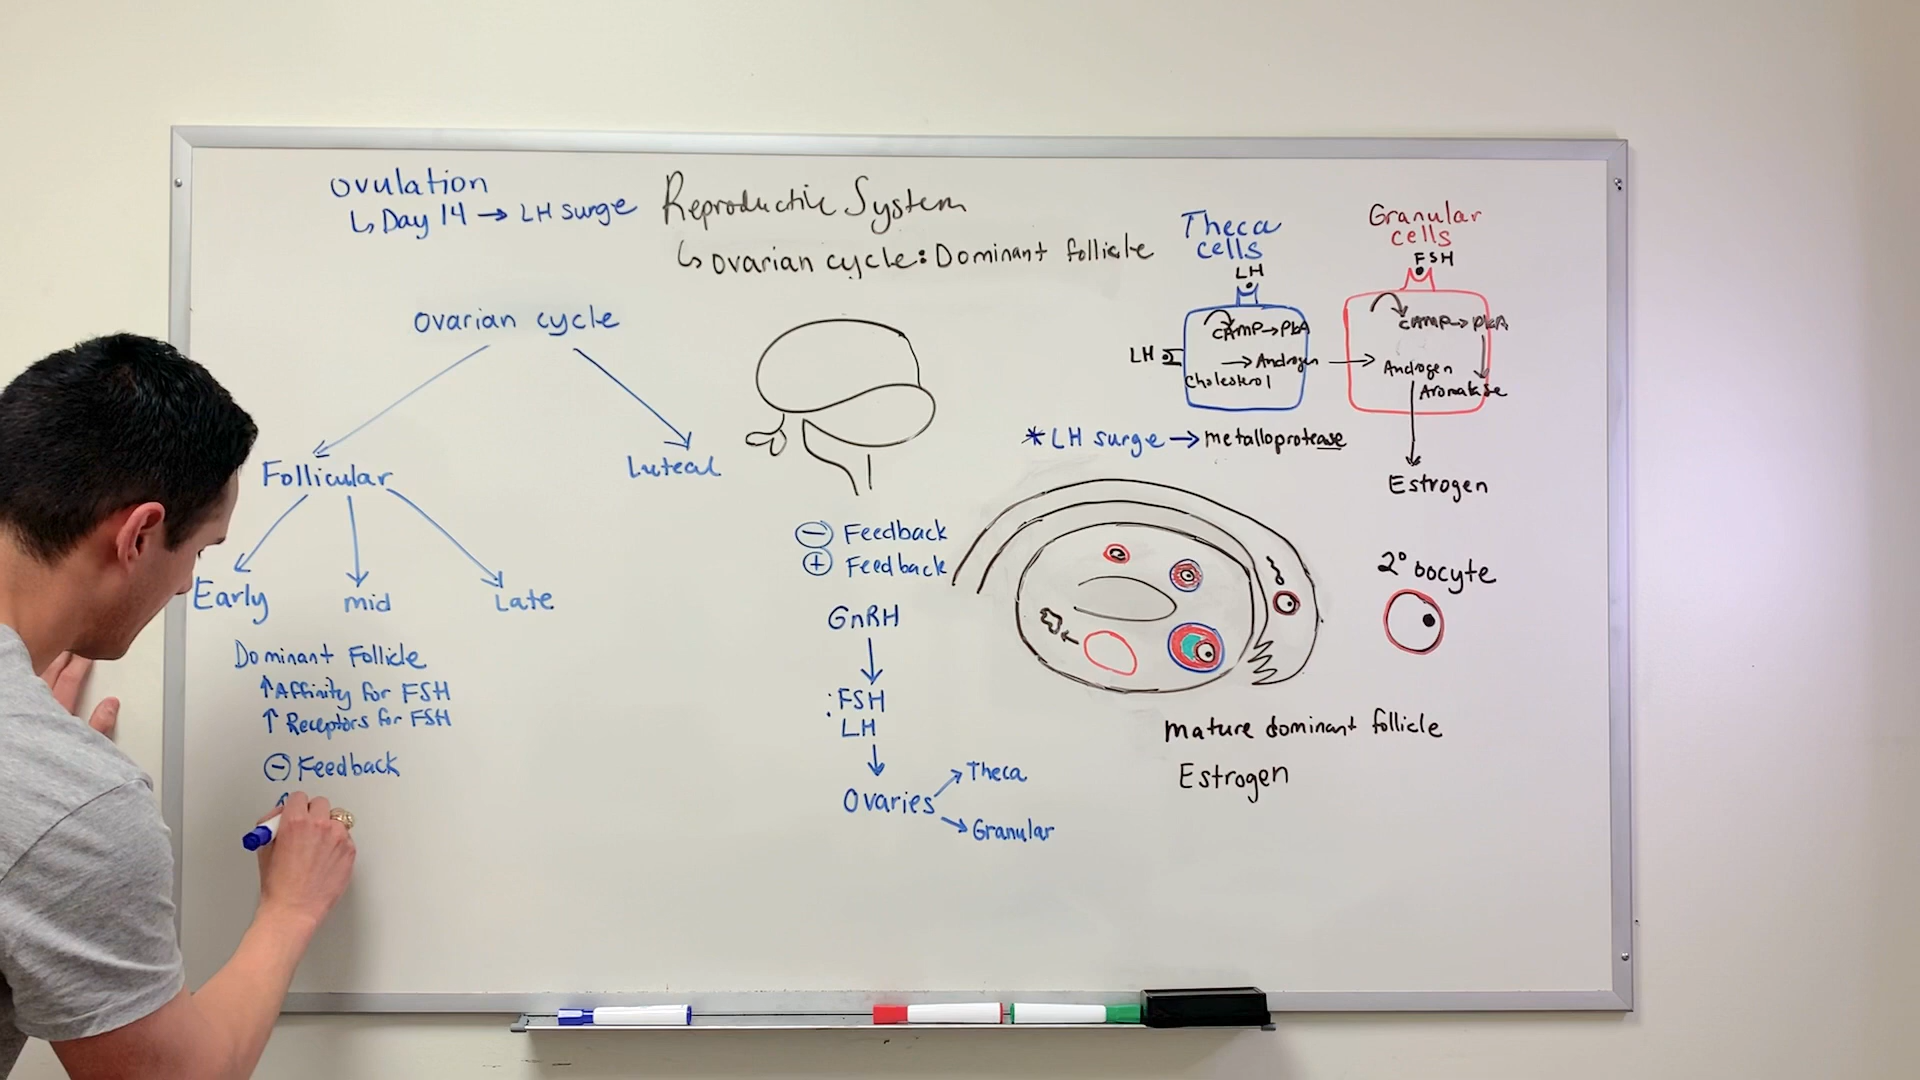 ovulation
↳ Day 14 → LH surge
Reproductive System
↳ ovarian cycle: Dominant follicle
ovarian cycle
Follicular
Luteal
Early
mid
Late
Dominant Follicle
↑ Affinity for FSH
↑ Receptors for FSH
⊖ Feedback
⊖ Feedback
⊕ Feedback
GnRH
FSH
LH
Ovaries
Theca
Granular
Theca
cells
LH
cAMP → PKA
LH
→ Androgen
Cholesterol
Granular
cells
FSH
cAMP → PKA
Androgen
Aromatase
Estrogen
* LH surge → metalloprotease
2° oocyte
mature dominant follicle
Estrogen